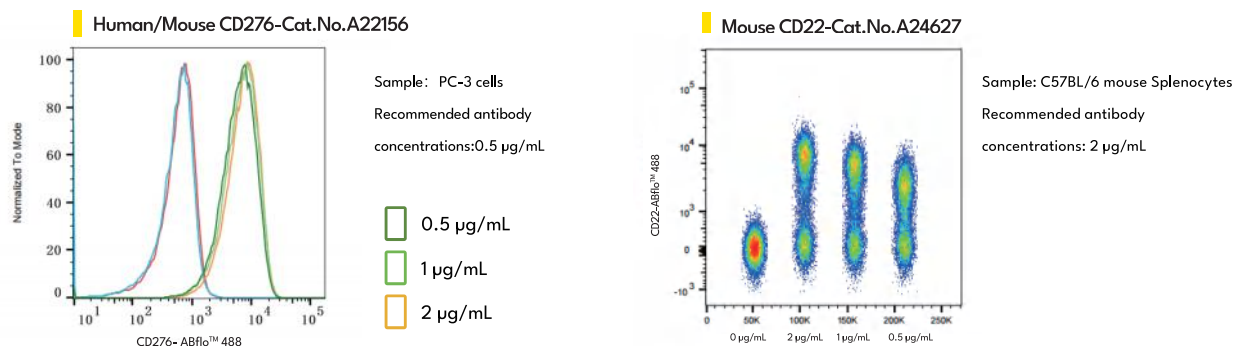 Human/Mouse CD276-Cat.No.A22156
100
80
60
40
20
0
Normalized To Mode
10¹ 10² 10³ 10⁴ 10⁵
CD276- ABflo™ 488
Sample: PC-3 cells
Recommended antibody
concentrations:0.5 µg/mL
0.5 µg/mL
1 µg/mL
2 µg/mL
Mouse CD22-Cat.No.A24627
10⁵
10⁴
10³
0
-10³
CD22-ABflo™ 488
0 50K 100K 150K 200K 250K
0 µg/mL 2 µg/mL 1 µg/mL 0.5 µg/mL
Sample: C57BL/6 mouse Splenocytes
Recommended antibody
concentrations: 2 µg/mL